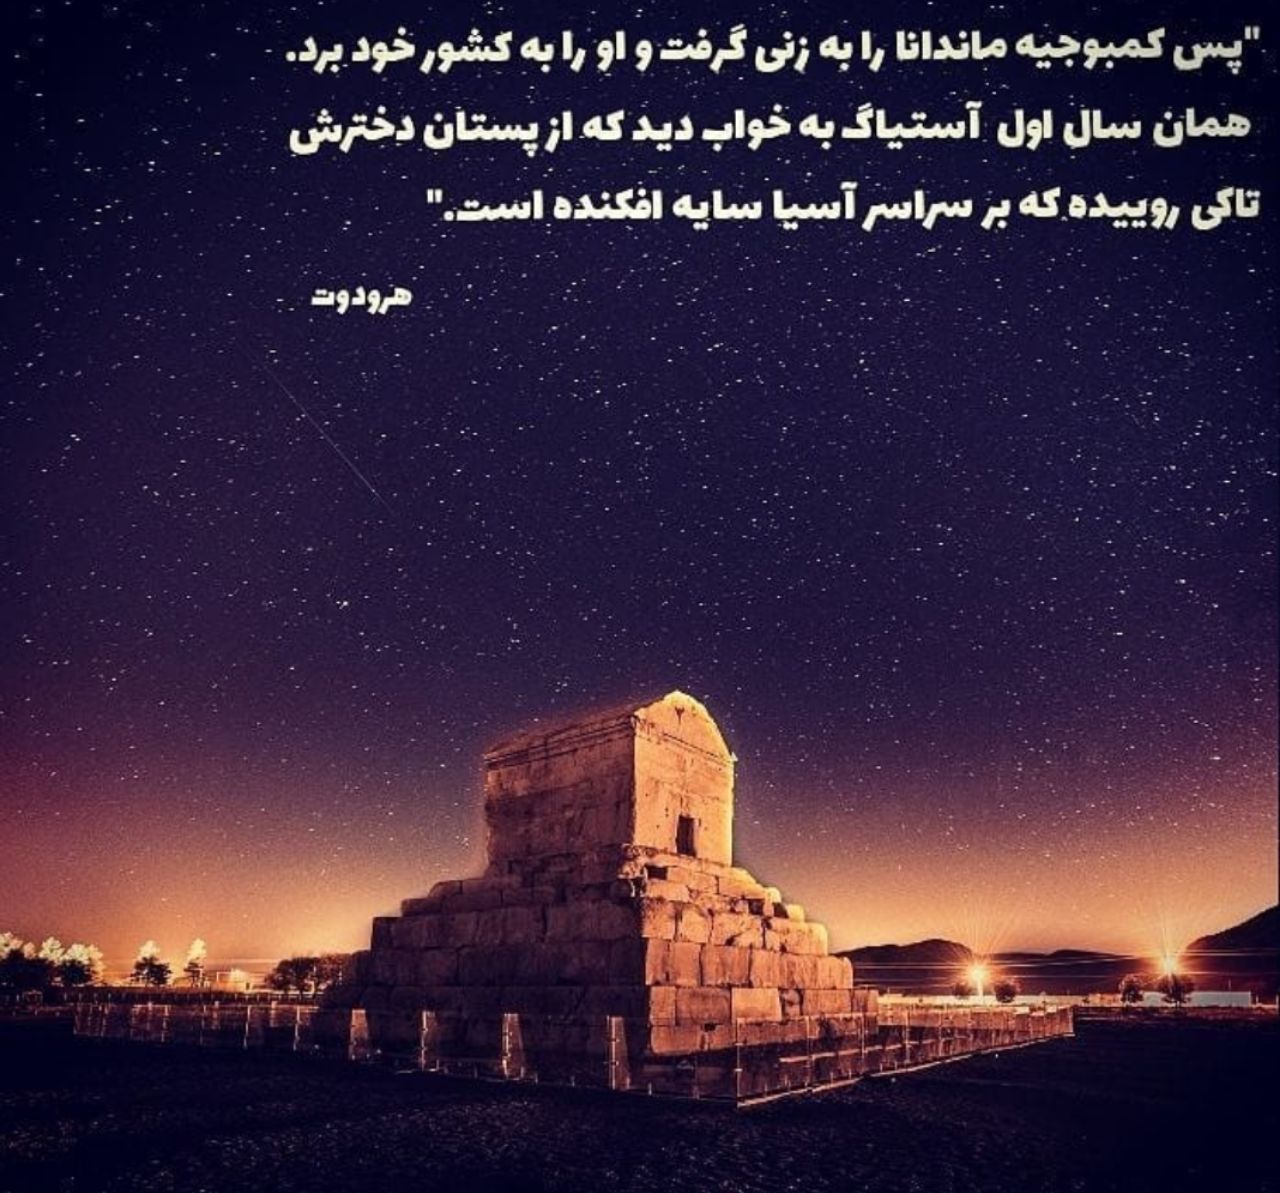 "پس کمبوجیه ماندانا را به زنی گرفت و او را به کشور خود برد.
همان سال اول آستیاگ به خواب دید که از پستان دخترش
تاکی روییده که بر سراسر آسیا سایه افکنده است."
هرودوت